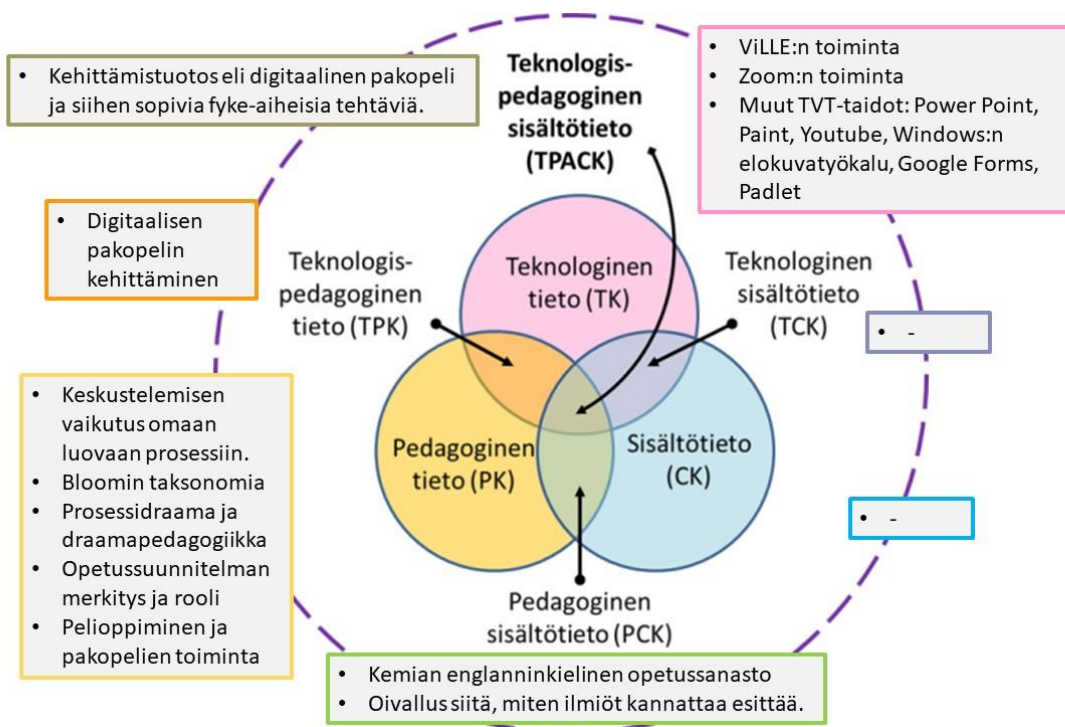 • Kehittämistuotos eli digitaalinen pakopeli
ja siihen sopivia fyke-aiheisia tehtäviä.
Teknologis-
pedagoginen
sisältötieto
(TPACK)
• ViLLE:n toiminta
• Zoom:n toiminta
• Muut TVT-taidot: Power Point,
Paint, Youtube, Windows:n
elokuvatyökalu, Google Forms,
Padlet
• Digitaalisen
pakopelin
kehittäminen
Teknologis-
pedagoginen
tieto (TPK)
Teknologinen
tieto (TK)
Teknologinen
sisältötieto
(TCK)
• -
• Keskustelemisen
vaikutus omaan
luovaan prosessiin.
• Bloomin taksonomia
• Prosessidraama ja
draamapedagogiikka
• Opetussuunnitelman
merkitys ja rooli
• Pelioppiminen ja
pakopelien toiminta
Pedagoginen
tieto (PK)
Sisältötieto
(CK)
• -
Pedagoginen
sisältötieto (PCK)
• Kemian englanninkielinen opetussanasto
• Oivallus siitä, miten ilmiöt kannattaa esittää.